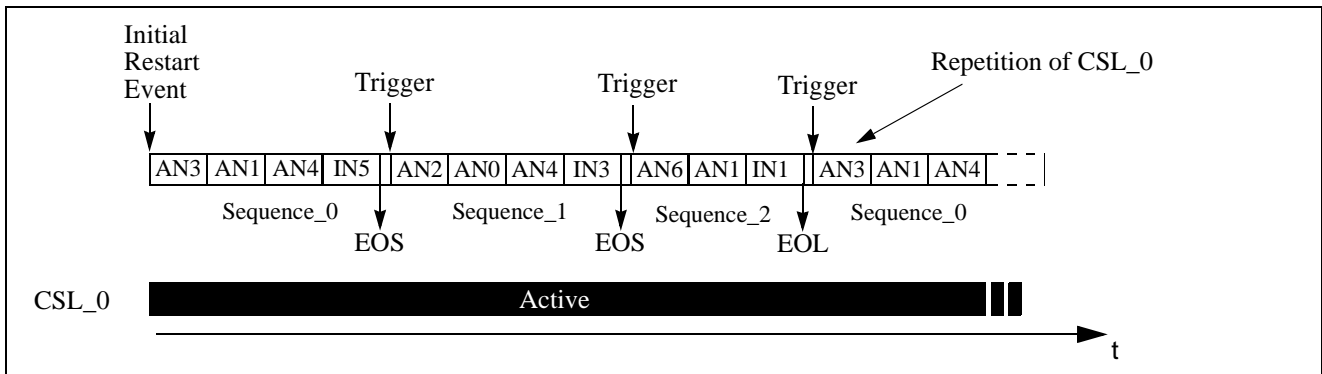 Initial
Restart
Event
Trigger
Trigger
Trigger
Repetition of CSL_0
AN3 AN1 AN4 IN5 AN2 AN0 AN4 IN3 AN6 AN1 IN1 AN3 AN1 AN4
Sequence_0 Sequence_1 Sequence_2 Sequence_0
EOS EOS EOL
CSL_0 Active
t